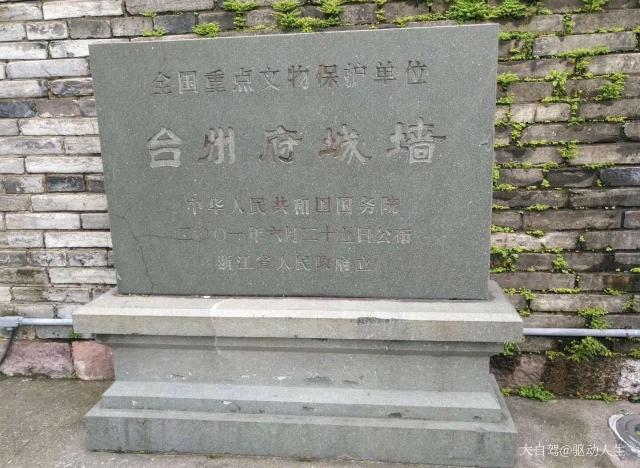 全国重点文物保护单位
台州府城墙
中华人民共和国国务院
二〇〇一年六月二十五日公布
浙江省人民政府立
大自驾@驱动人生